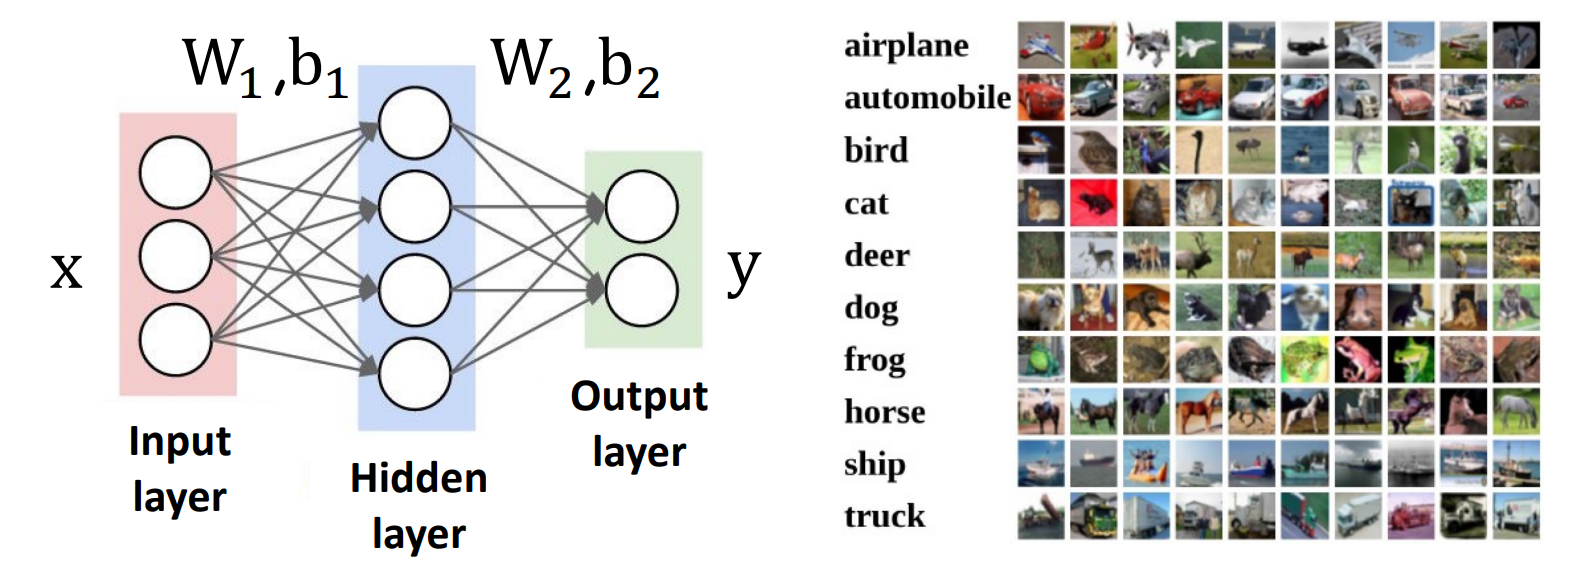 W₁,b₁
W₂,b₂
x
y
Input
layer
Hidden
layer
Output
layer
airplane
automobile
bird
cat
deer
dog
frog
horse
ship
truck